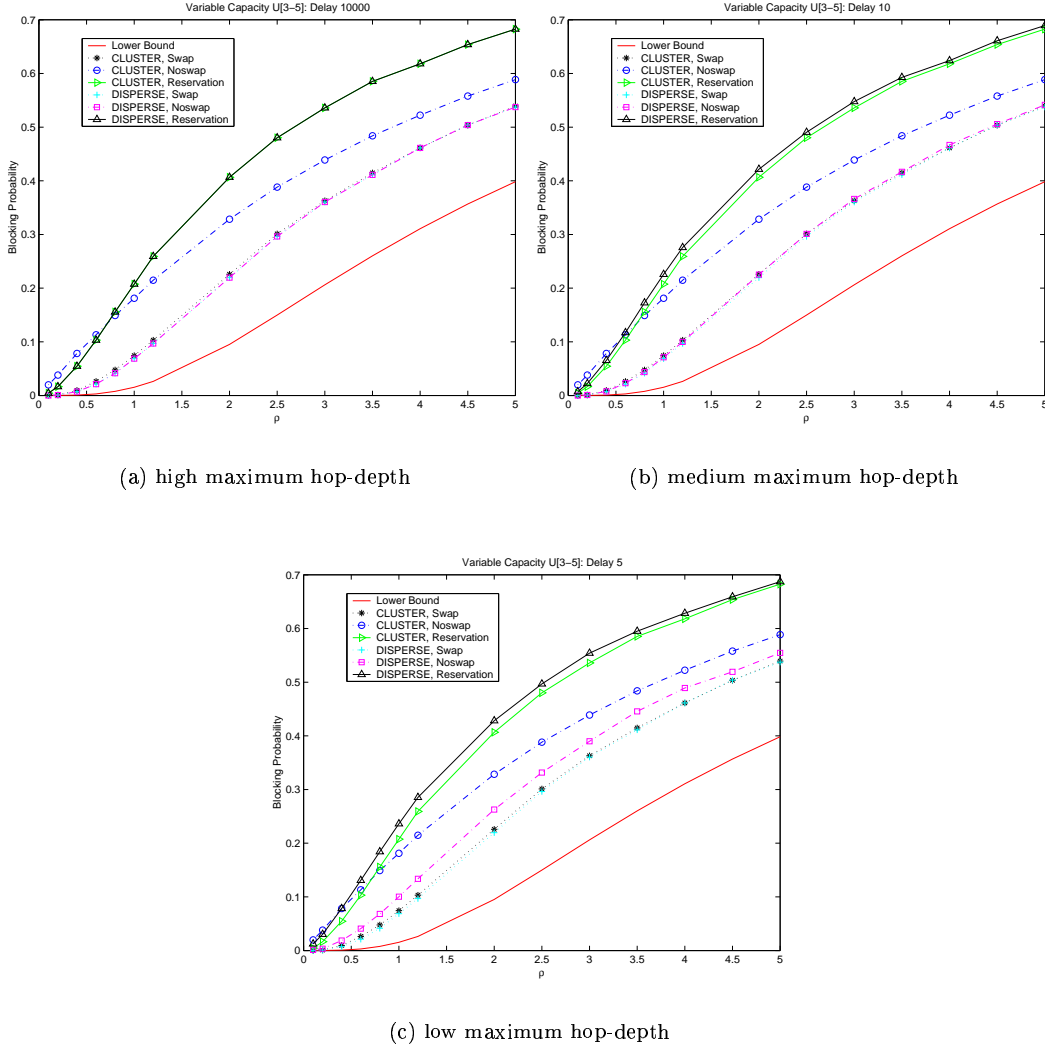 Variable Capacity U[3−5]: Delay 10000
0.7
0.6
0.5
0.4
0.3
0.2
0.1
0
Blocking Probability
Lower Bound
CLUSTER, Swap
CLUSTER, Noswap
CLUSTER, Reservation
DISPERSE, Swap
DISPERSE, Noswap
DISPERSE, Reservation
0 0.5 1 1.5 2 2.5 3 3.5 4 4.5 5
ρ
(a) high maximum hop-depth
Variable Capacity U[3−5]: Delay 10
0.7
0.6
0.5
0.4
0.3
0.2
0.1
0
Blocking Probability
Lower Bound
CLUSTER, Swap
CLUSTER, Noswap
CLUSTER, Reservation
DISPERSE, Swap
DISPERSE, Noswap
DISPERSE, Reservation
0 0.5 1 1.5 2 2.5 3 3.5 4 4.5 5
ρ
(b) medium maximum hop-depth
Variable Capacity U[3−5]: Delay 5
0.7
0.6
0.5
0.4
0.3
0.2
0.1
0
Blocking Probability
Lower Bound
CLUSTER, Swap
CLUSTER, Noswap
CLUSTER, Reservation
DISPERSE, Swap
DISPERSE, Noswap
DISPERSE, Reservation
0 0.5 1 1.5 2 2.5 3 3.5 4 4.5 5
ρ
(c) low maximum hop-depth